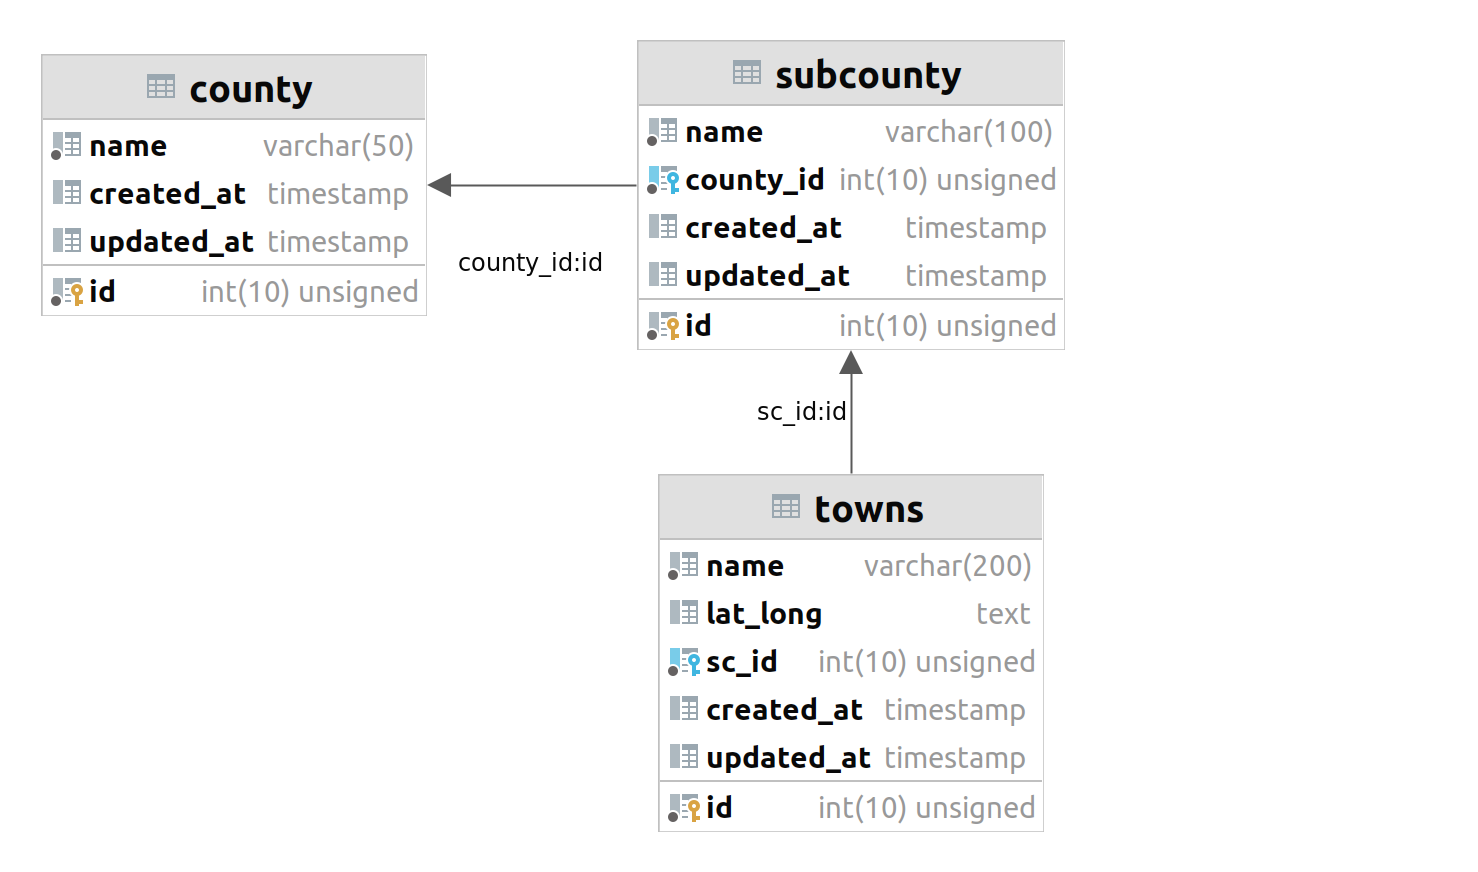 county
name varchar(50)
created_at timestamp
updated_at timestamp
id int(10) unsigned
county_id:id
subcounty
name varchar(100)
county_id int(10) unsigned
created_at timestamp
updated_at timestamp
id int(10) unsigned
sc_id:id
towns
name varchar(200)
lat_long text
sc_id int(10) unsigned
created_at timestamp
updated_at timestamp
id int(10) unsigned